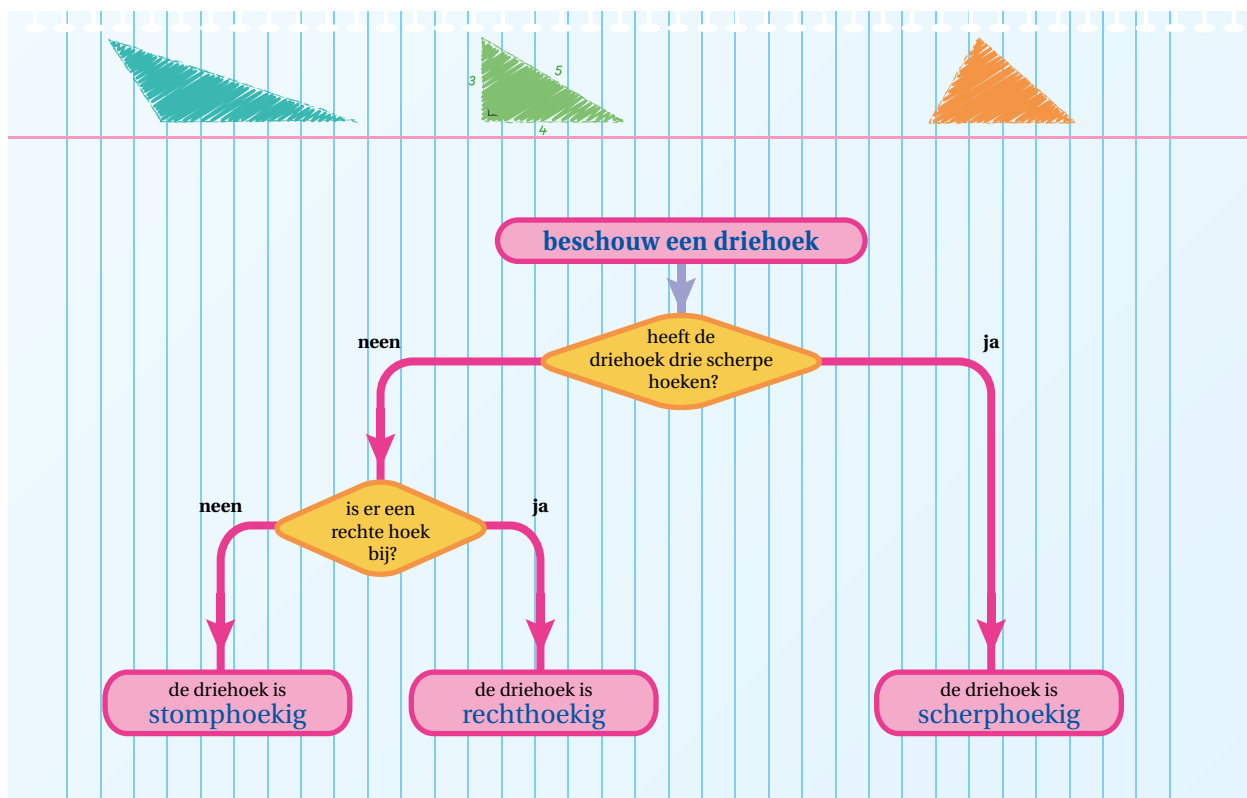 3
5
4
beschouw een driehoek
heeft de
driehoek drie scherpe
hoeken?
neen
ja
is er een
rechte hoek
bij?
neen
ja
de driehoek is
stomphoekig
de driehoek is
rechthoekig
de driehoek is
scherphoekig